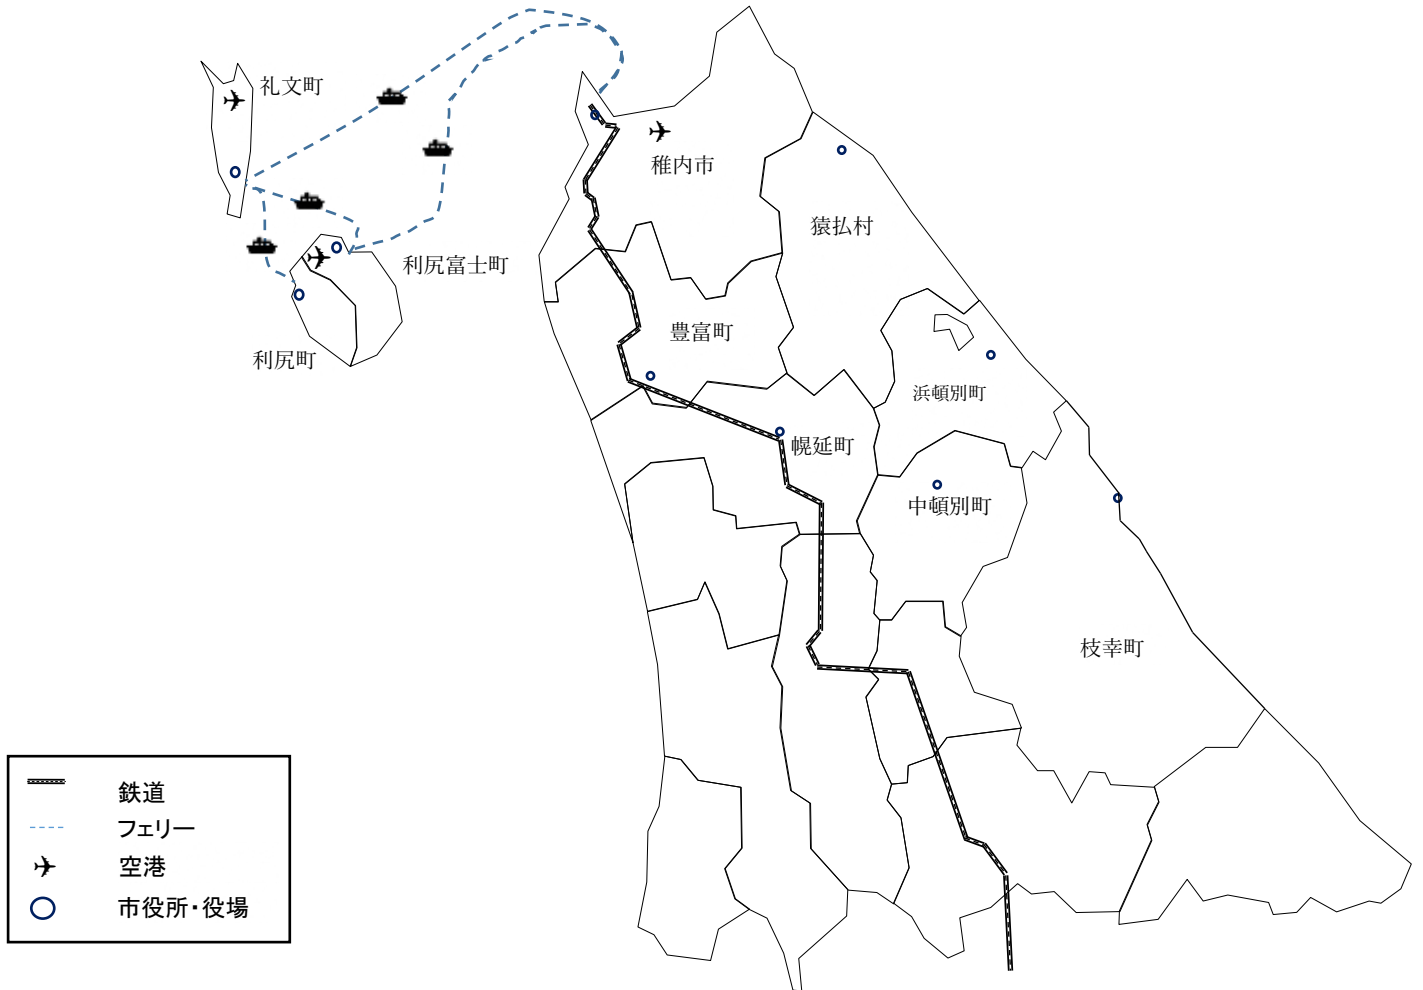 礼文町
稚内市
猿払村
利尻富士町
豊富町
利尻町
浜頓別町
幌延町
中頓別町
枝幸町
鉄道
フェリー
空港
市役所・役場